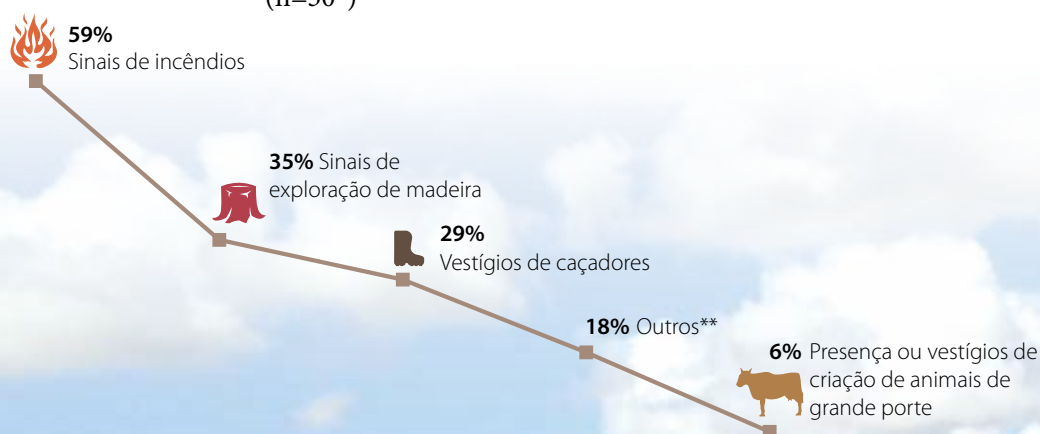 59%
Sinais de incêndios
35% Sinais de
exploração de madeira
29%
Vestígios de caçadores
18% Outros**
6% Presença ou vestígios de
criação de animais de
grande porte